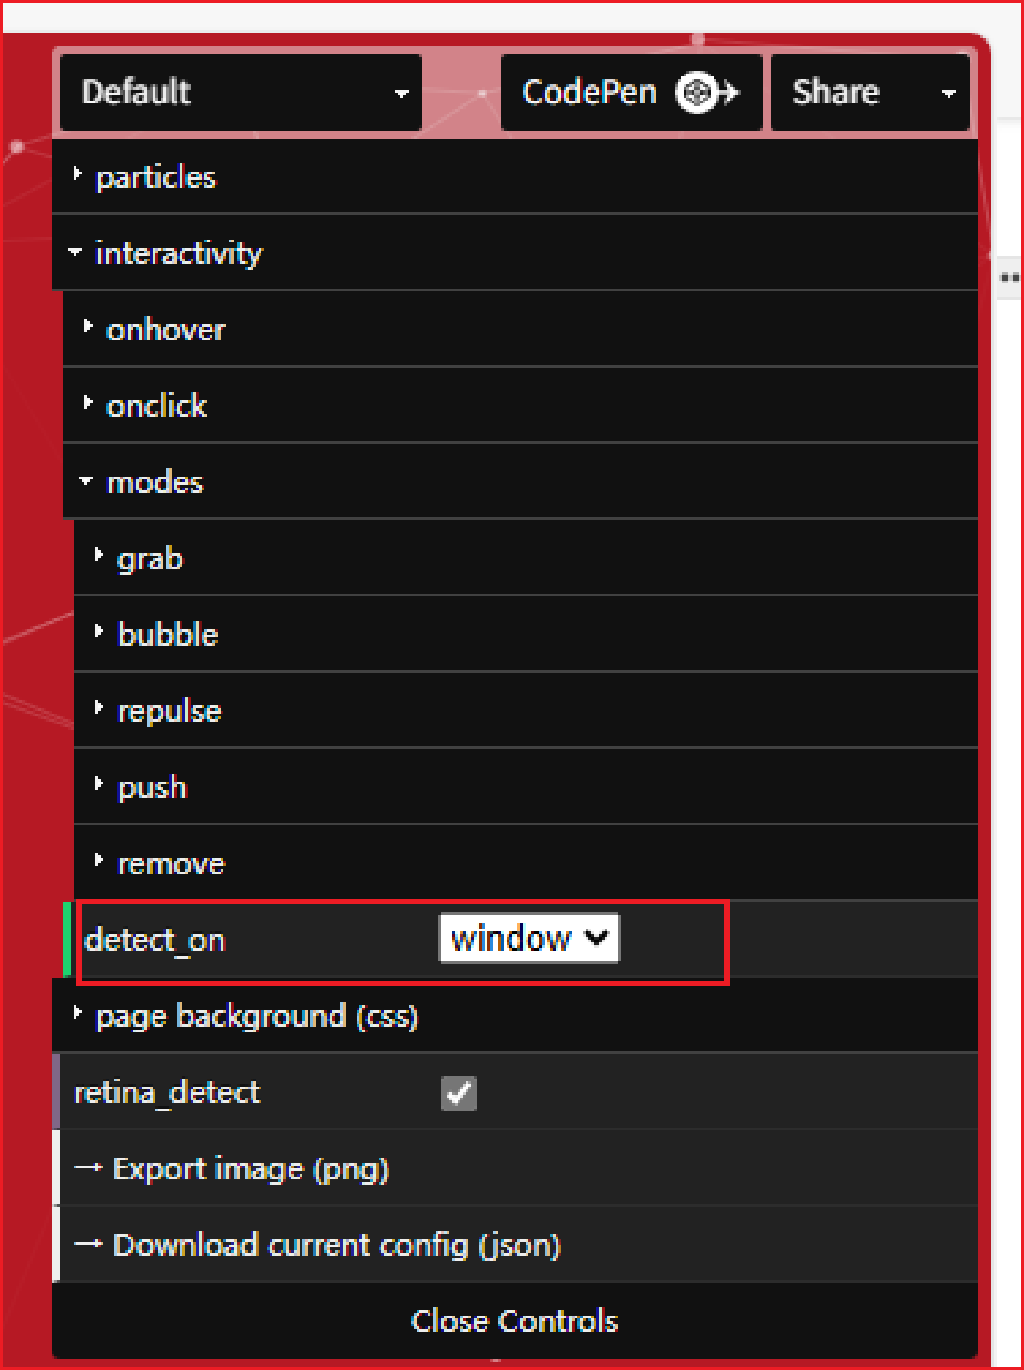 Default CodePen Share
particles
interactivity
onhover
onclick
modes
grab
bubble
repulse
push
remove
detect_on window
page background (css)
retina_detect
→ Export image (png)
→ Download current config (json)
Close Controls